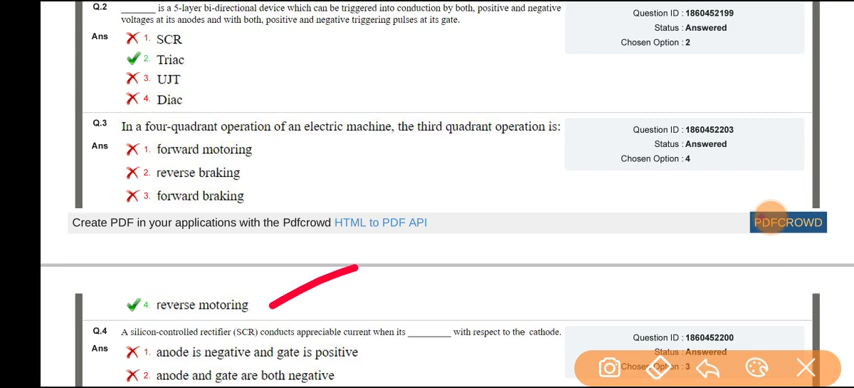 Q.2 ______ is a 5-layer bi-directional device which can be triggered into conduction by both, positive and negative
voltages at its anodes and with both, positive and negative triggering pulses at its gate.
Question ID : 1860452199
Status : Answered
Chosen Option : 2
Ans 1. SCR
2. Triac
3. UJT
4. Diac
Q.3 In a four-quadrant operation of an electric machine, the third quadrant operation is:
Question ID : 1860452203
Status : Answered
Chosen Option : 4
Ans 1. forward motoring
2. reverse braking
3. forward braking
Create PDF in your applications with the Pdfcrowd HTML to PDF API
PDFCROWD
4. reverse motoring
Q.4 A silicon-controlled rectifier (SCR) conducts appreciable current when its ________ with respect to the cathode.
Question ID : 1860452200
Status : Answered
Chosen Option : 3
Ans 1. anode is negative and gate is positive
2. anode and gate are both negative